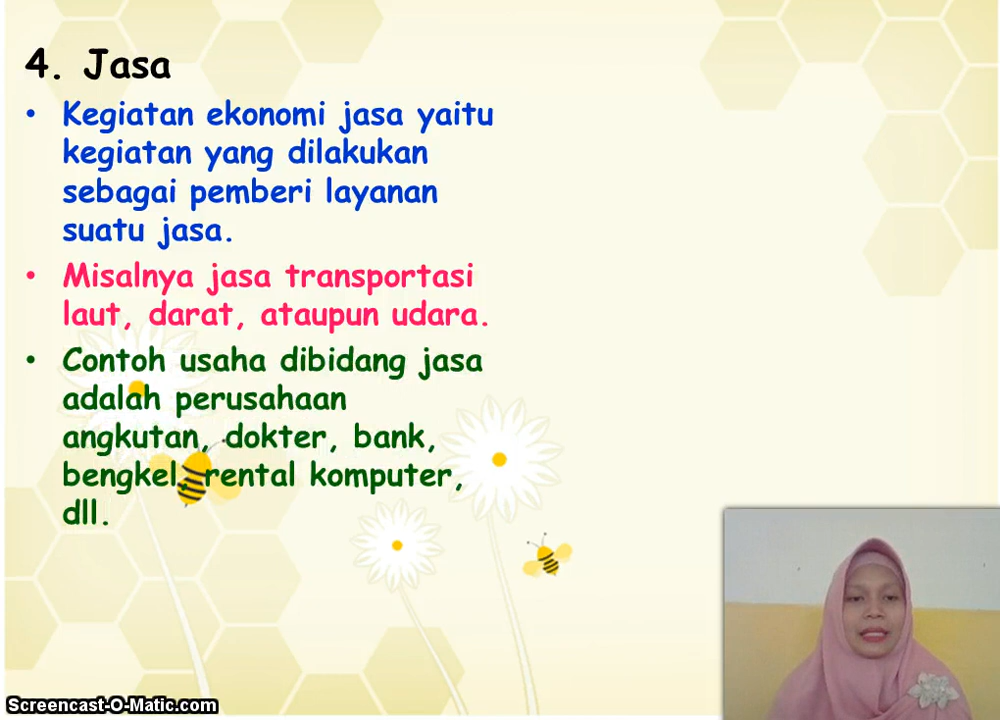 4. Jasa
• Kegiatan ekonomi jasa yaitu
kegiatan yang dilakukan
sebagai pemberi layanan
suatu jasa.
• Misalnya jasa transportasi
laut, darat, ataupun udara.
• Contoh usaha dibidang jasa
adalah perusahaan
angkutan, dokter, bank,
bengkel, rental komputer,
dll.
Screencast-O-Matic.com